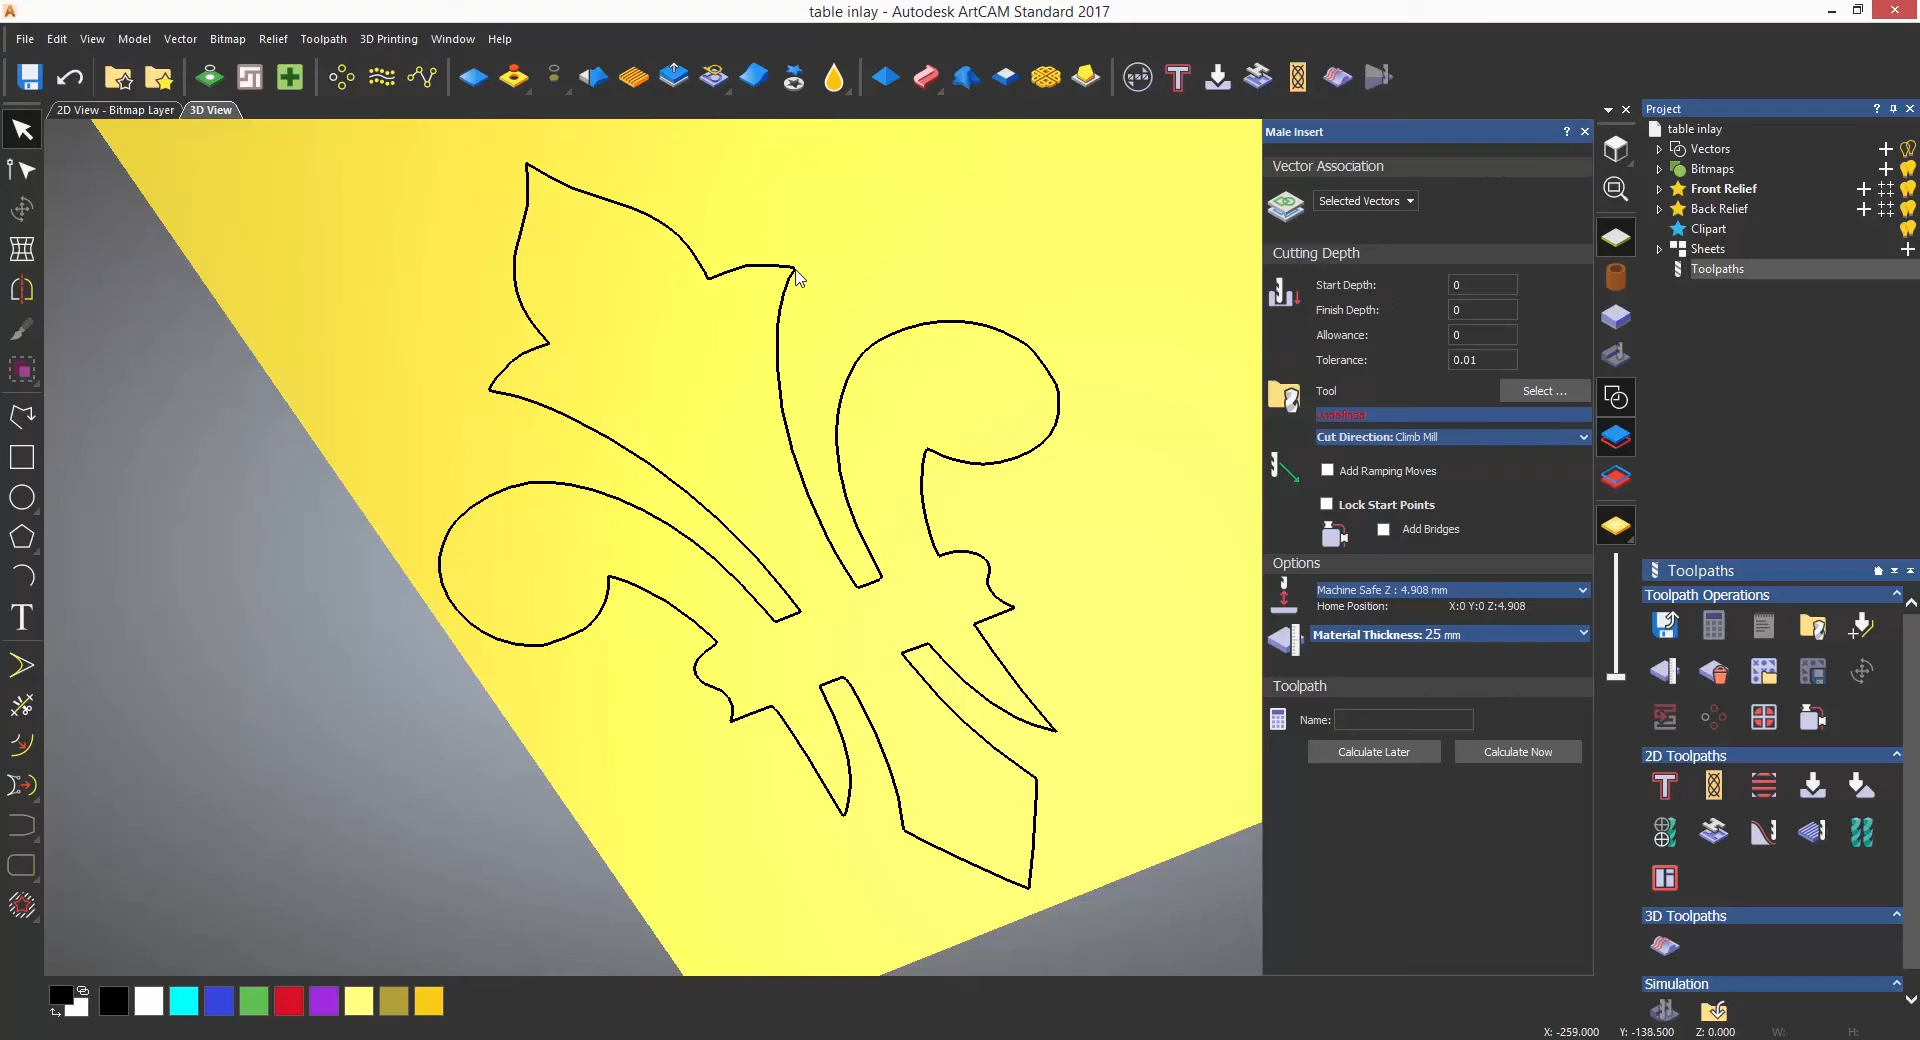 table inlay - Autodesk ArtCAM Standard 2017
File Edit View Model Vector Bitmap Relief Toolpath 3D Printing Window Help
2D View - Bitmap Layer 3D View
Male Insert ? ×
Vector Association
Selected Vectors
Cutting Depth
Start Depth: 0
Finish Depth: 0
Allowance: 0
Tolerance: 0.01
Tool Select ...
Undefined
Cut Direction: Climb Mill
Add Ramping Moves
Lock Start Points
Add Bridges
Options
Machine Safe Z : 4.908 mm
Home Position: X:0 Y:0 Z:4.908
Material Thickness: 25 mm
Toolpath
Name:
Calculate Later Calculate Now
Project
table inlay
Vectors
Bitmaps
Front Relief
Back Relief
Clipart
Sheets
Toolpaths
Toolpaths
Toolpath Operations
2D Toolpaths
3D Toolpaths
Simulation
X: -259.000 Y: -138.500 Z: 0.000 W: H: